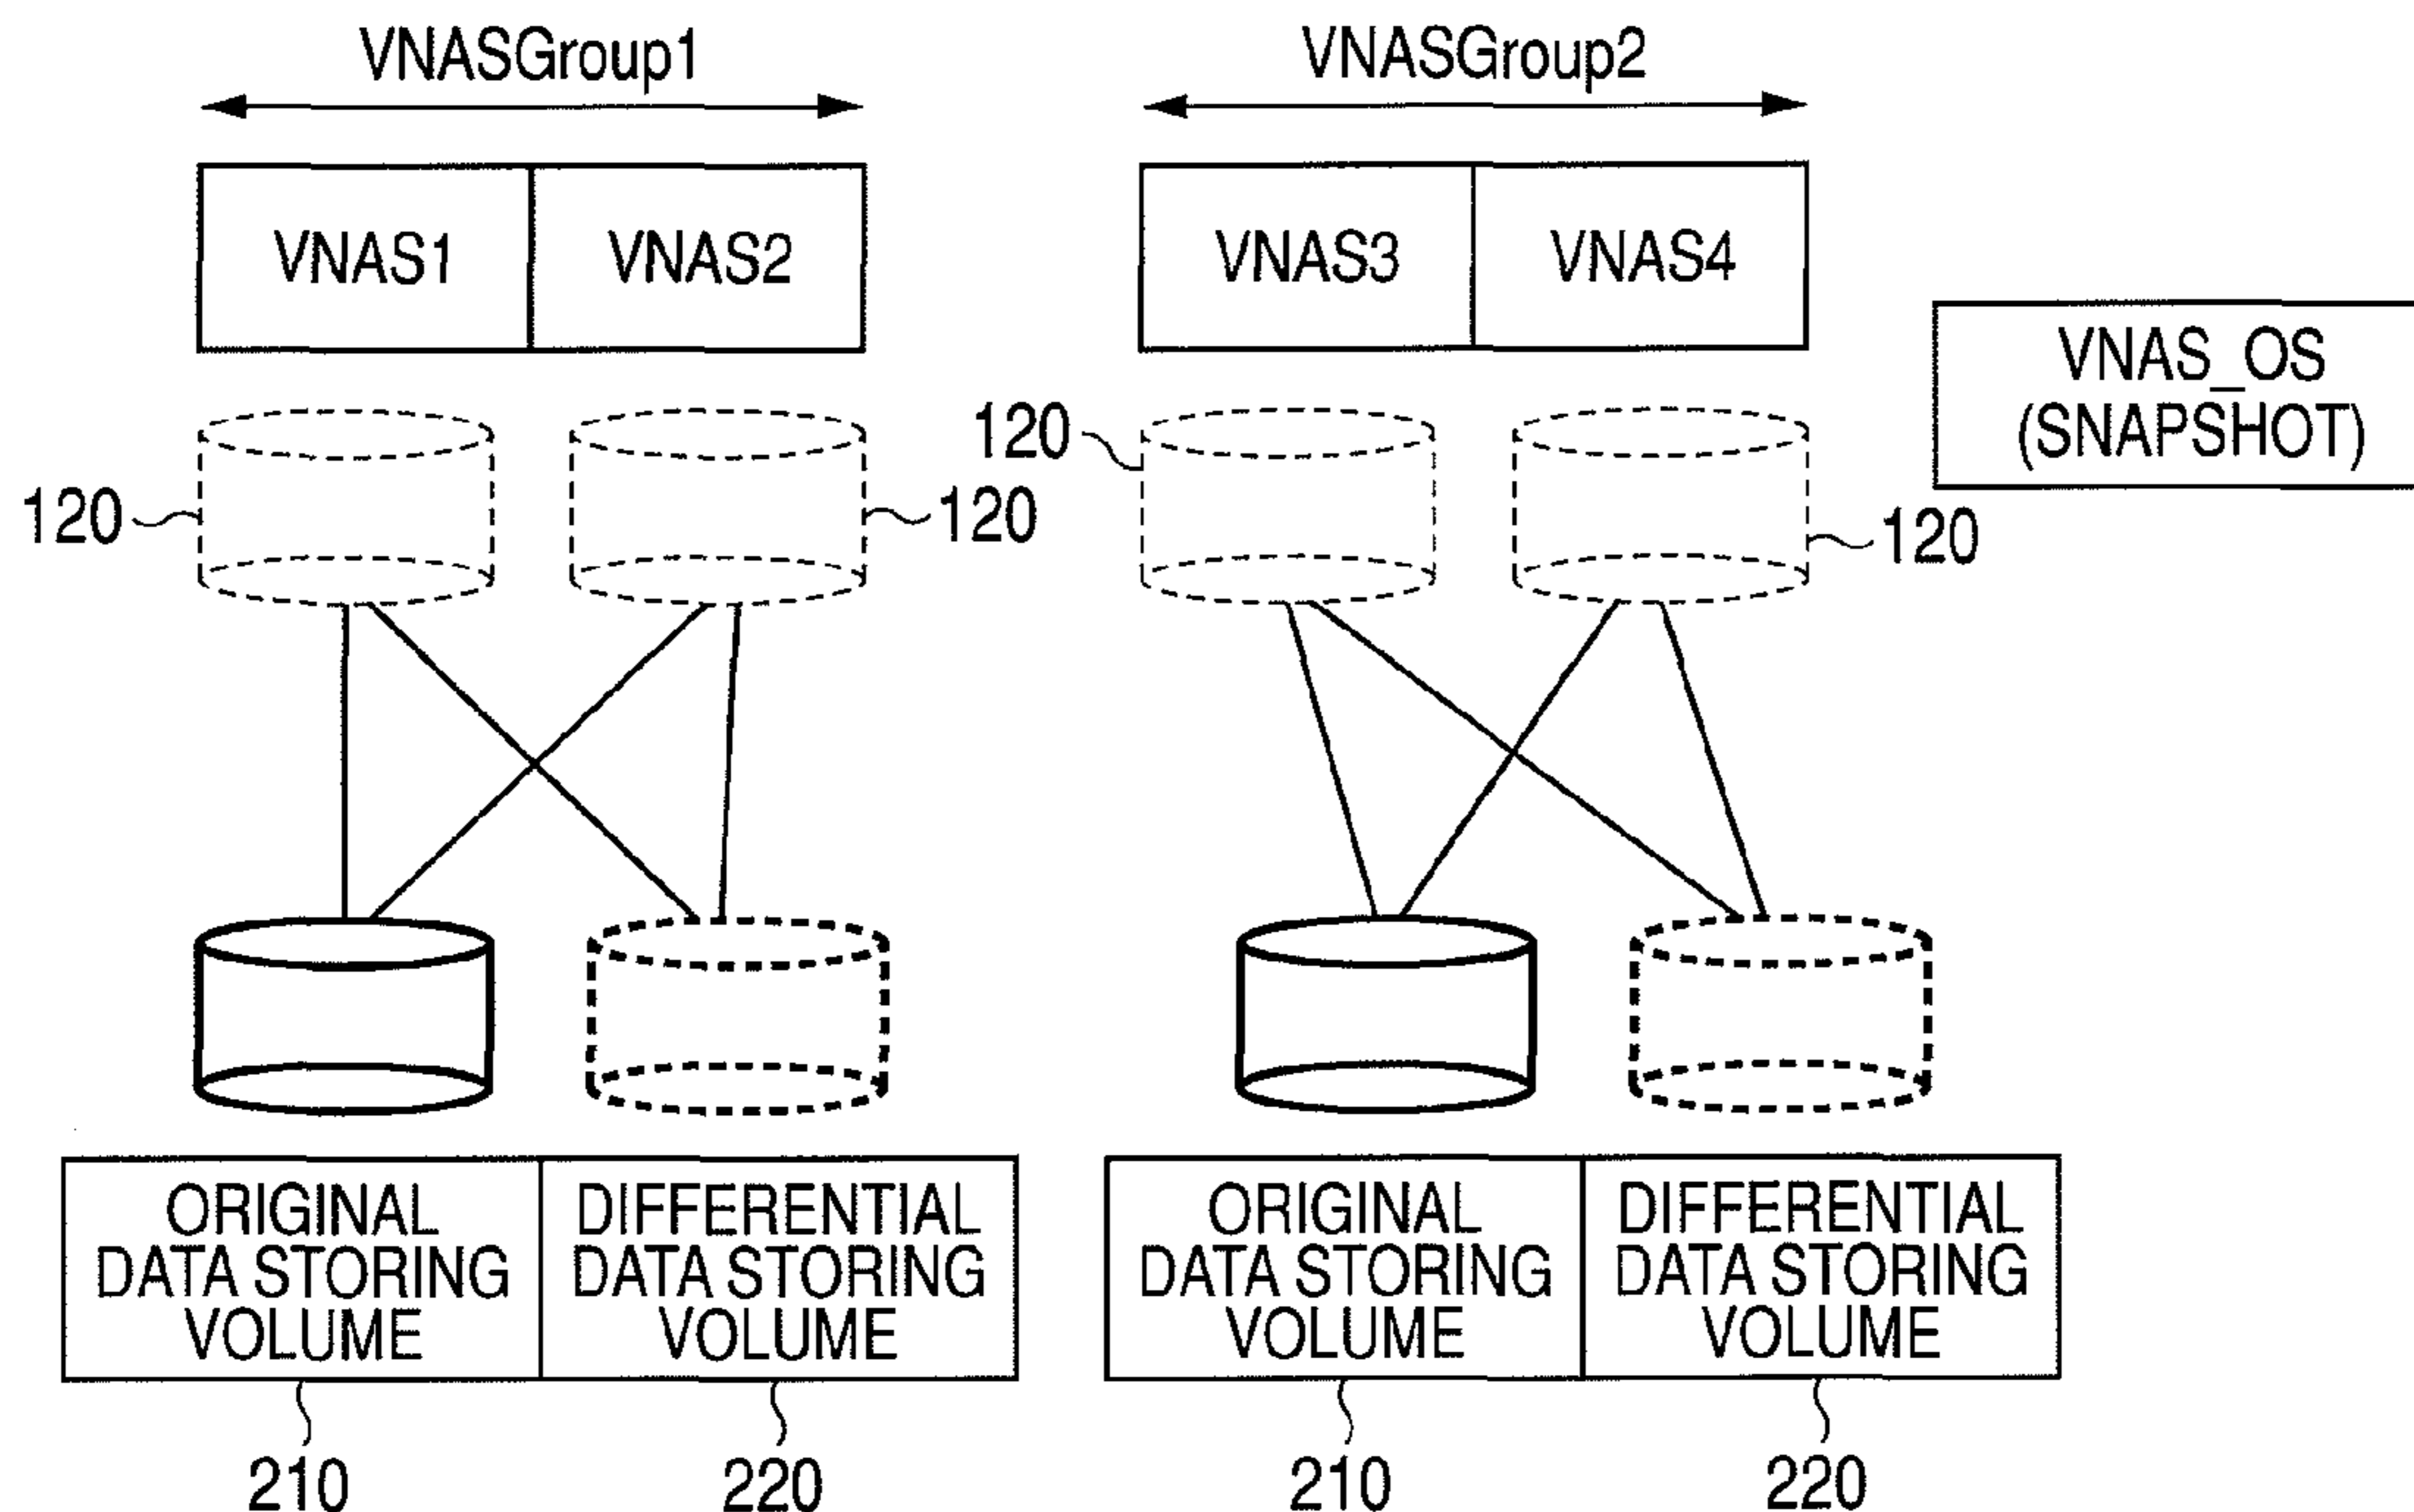 VNASGroup1
VNASGroup2
VNAS1
VNAS2
VNAS3
VNAS4
VNAS_OS
(SNAPSHOT)
120
120
120
120
ORIGINAL
DATA STORING
VOLUME
DIFFERENTIAL
DATA STORING
VOLUME
ORIGINAL
DATA STORING
VOLUME
DIFFERENTIAL
DATA STORING
VOLUME
210
220
210
220